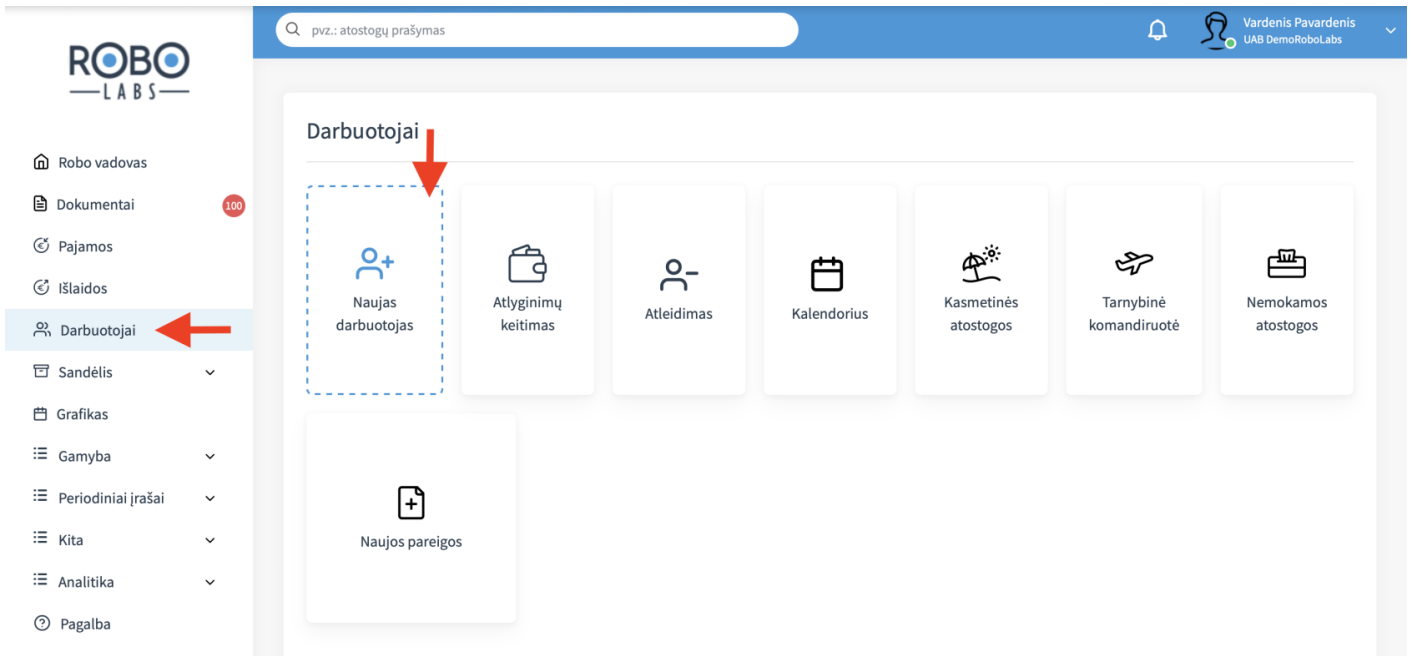 pvz.: atostogų prašymas
Vardenis Pavardenis
UAB DemoRoboLabs
ROBO
LABS
Robo vadovas
Dokumentai
100
Pajamos
Išlaidos
Darbuotojai
Sandėlis
Grafikas
Gamyba
Periodiniai įrašai
Kita
Analitika
Pagalba
Darbuotojai
Naujas
darbuotojas
Atlyginimų
keitimas
Atleidimas
Kalendorius
Kasmetinės
atostogos
Tarnybinė
komandiruotė
Nemokamos
atostogos
Naujos pareigos